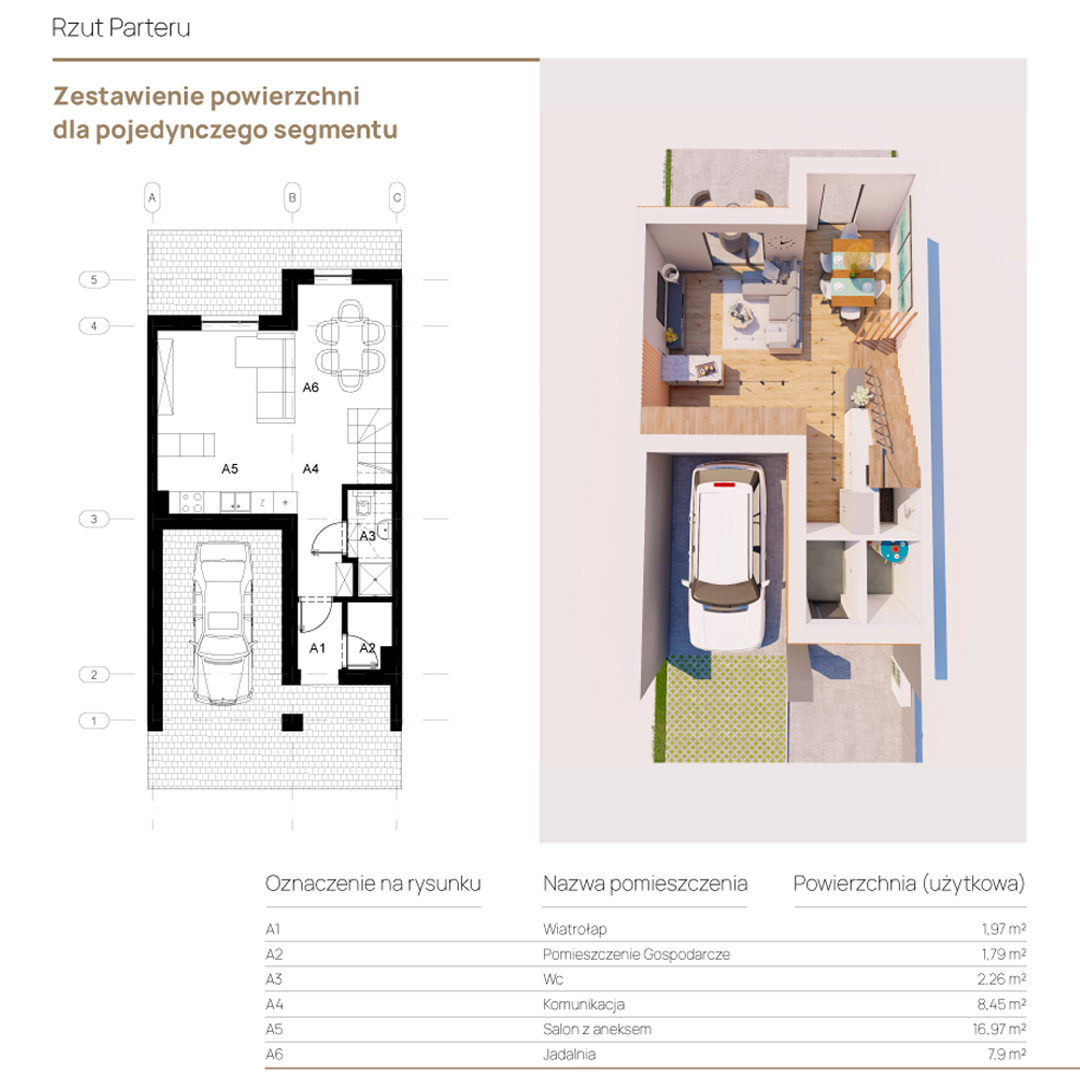 Rzut Parteru
Zestawienie powierzchni
dla pojedynczego segmentu
A B C
5
4
A6
A5 A4
Z *
3
A3
A1 A2
2
1
Oznaczenie na rysunku Nazwa pomieszczenia Powierzchnia (użytkowa)
A1 Wiatrołap 1,97 m²
A2 Pomieszczenie Gospodarcze 1,79 m²
A3 Wc 2,26 m²
A4 Komunikacja 8,45 m²
A5 Salon z aneksem 16,97 m²
A6 Jadalnia 7,9 m²